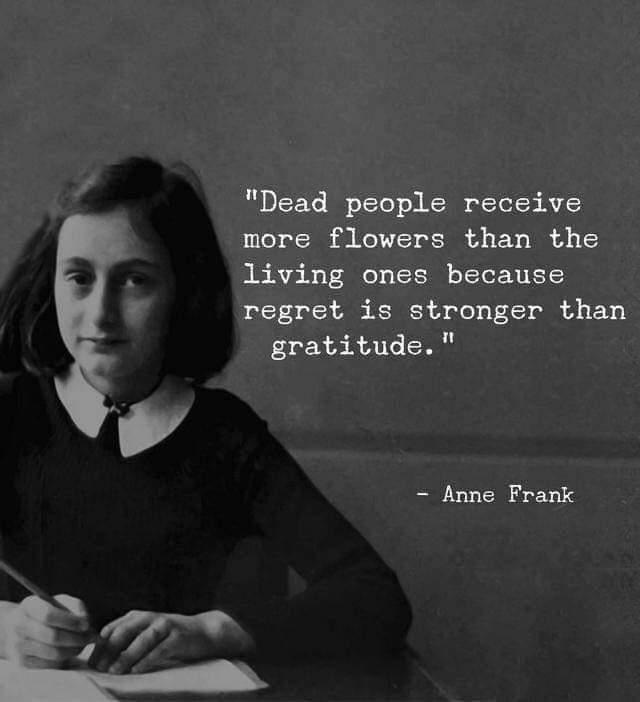 "Dead people receive
more flowers than the
living ones because
regret is stronger than
gratitude."
- Anne Frank